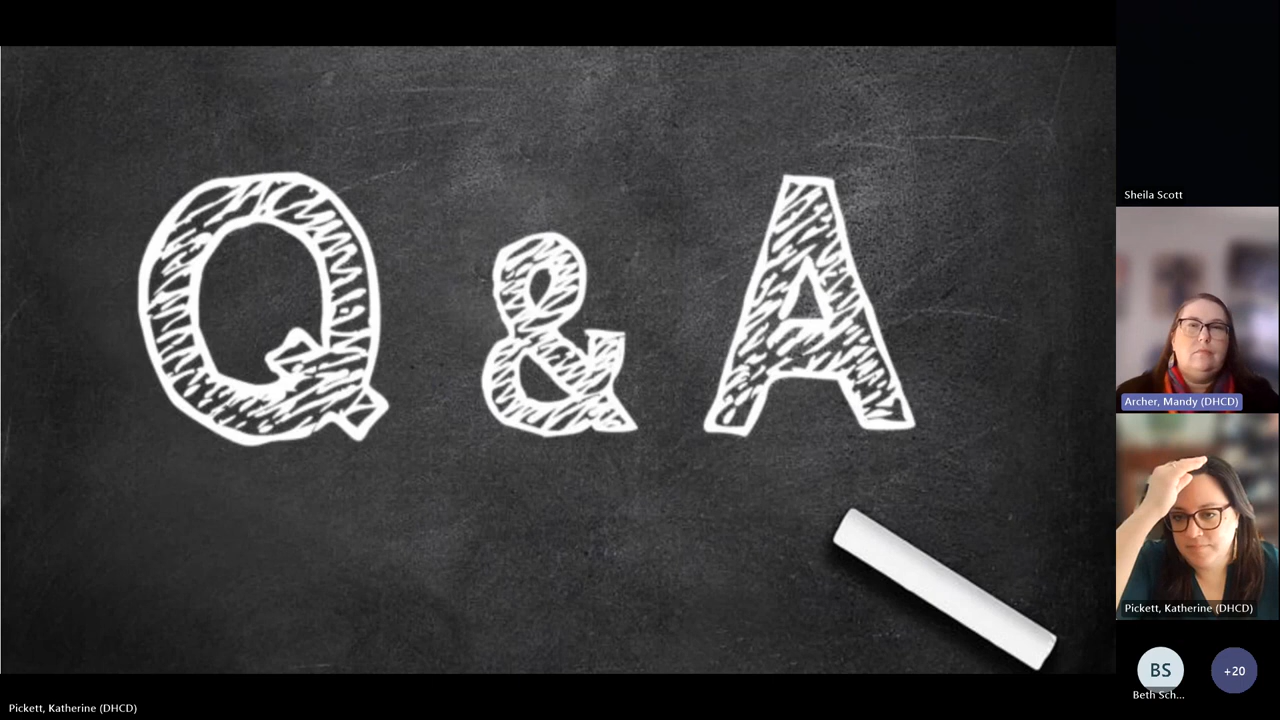 Q & A
Sheila Scott
Archer, Mandy (DHCD)
Pickett, Katherine (DHCD)
BS
Beth Sch...
+20
Pickett, Katherine (DHCD)